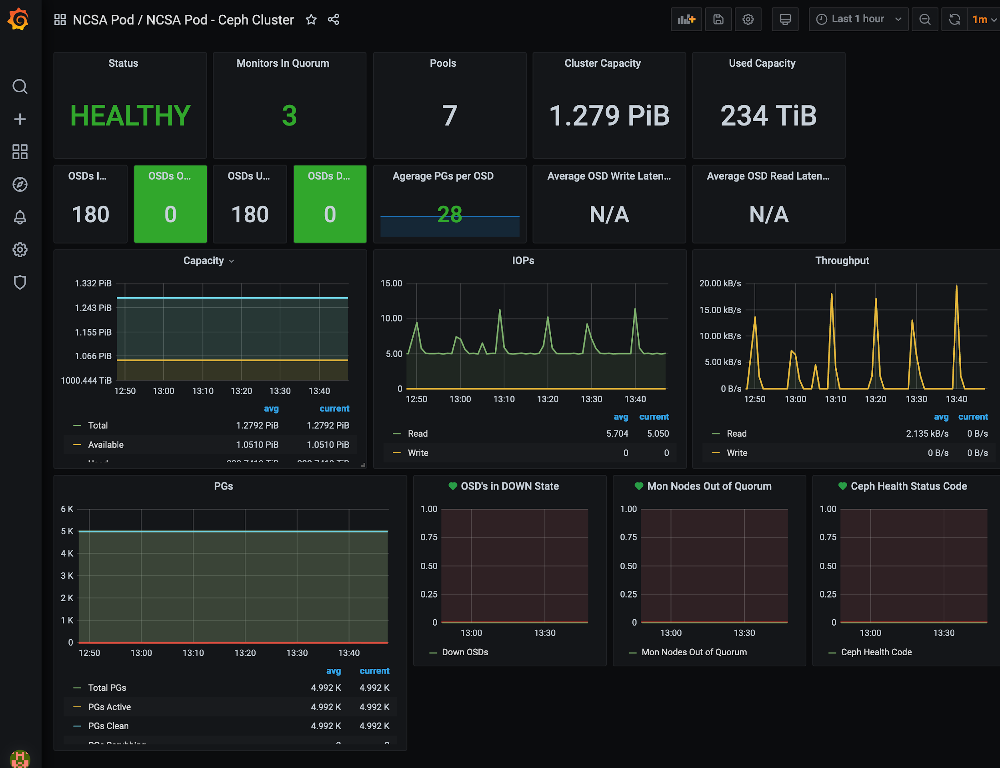 NCSA Pod / NCSA Pod - Ceph Cluster
Last 1 hour
1m
Status
HEALTHY
Monitors In Quorum
3
Pools
7
Cluster Capacity
1.279 PiB
Used Capacity
234 TiB
OSDs I...
180
OSDs O...
0
OSDs U...
180
OSDs D...
0
Agerage PGs per OSD
28
Average OSD Write Laten...
N/A
Average OSD Read Laten...
N/A
Capacity
1.332 PiB
1.243 PiB
1.155 PiB
1.066 PiB
1000.444 TiB
12:50 13:00 13:10 13:20 13:30 13:40
avg current
Total 1.2792 PiB 1.2792 PiB
Available 1.0510 PiB 1.0510 PiB
IOPs
15.00
10.00
5.00
0
12:50 13:00 13:10 13:20 13:30 13:40
avg current
Read 5.704 5.050
Write 0 0
Throughput
20.00 kB/s
15.00 kB/s
10.00 kB/s
5.00 kB/s
0 B/s
12:50 13:00 13:10 13:20 13:30 13:40
avg current
Read 2.135 kB/s 0 B/s
Write 0 B/s 0 B/s
PGs
6 K
5 K
4 K
3 K
2 K
1 K
0
12:50 13:00 13:10 13:20 13:30 13:40
avg current
Total PGs 4.992 K 4.992 K
PGs Active 4.992 K 4.992 K
PGs Clean 4.992 K 4.992 K
PGs Scrubbing
OSD's in DOWN State
1.00
0.75
0.50
0.25
0
13:00 13:30
Down OSDs
Mon Nodes Out of Quorum
1.00
0.75
0.50
0.25
0
13:00 13:30
Mon Nodes Out of Quorum
Ceph Health Status Code
1.00
0.75
0.50
0.25
0
13:00 13:30
Ceph Health Code